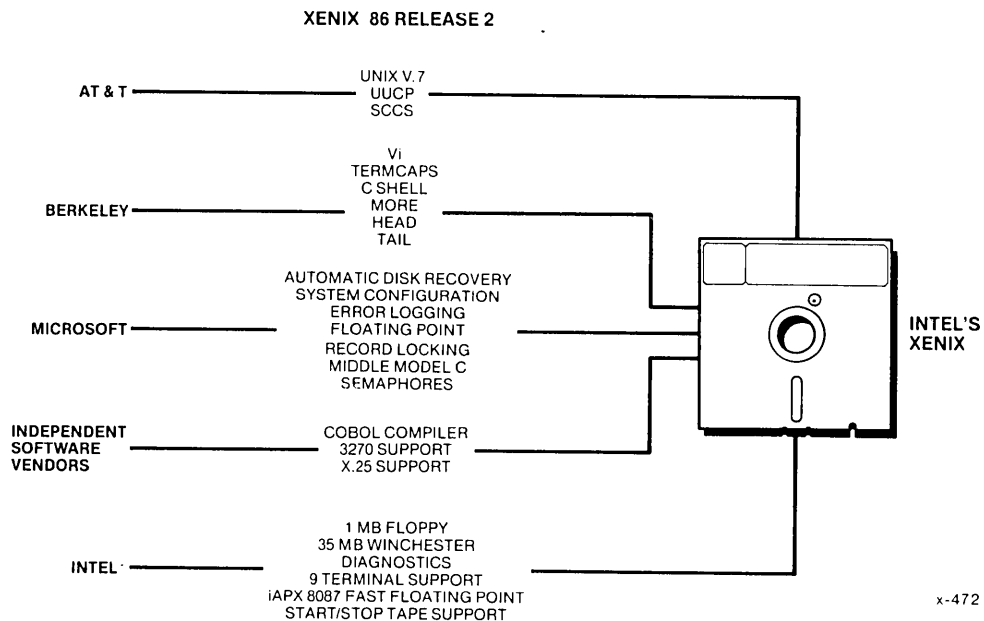 XENIX 86 RELEASE 2
AT & T
UNIX V.7
UUCP
SCCS
BERKELEY
Vi
TERMCAPS
C SHELL
MORE
HEAD
TAIL
MICROSOFT
AUTOMATIC DISK RECOVERY
SYSTEM CONFIGURATION
ERROR LOGGING
FLOATING POINT
RECORD LOCKING
MIDDLE MODEL C
SEMAPHORES
INTEL'S
XENIX
INDEPENDENT
SOFTWARE
VENDORS
COBOL COMPILER
3270 SUPPORT
X.25 SUPPORT
INTEL
1 MB FLOPPY
35 MB WINCHESTER
DIAGNOSTICS
9 TERMINAL SUPPORT
iAPX 8087 FAST FLOATING POINT
START/STOP TAPE SUPPORT
x-472